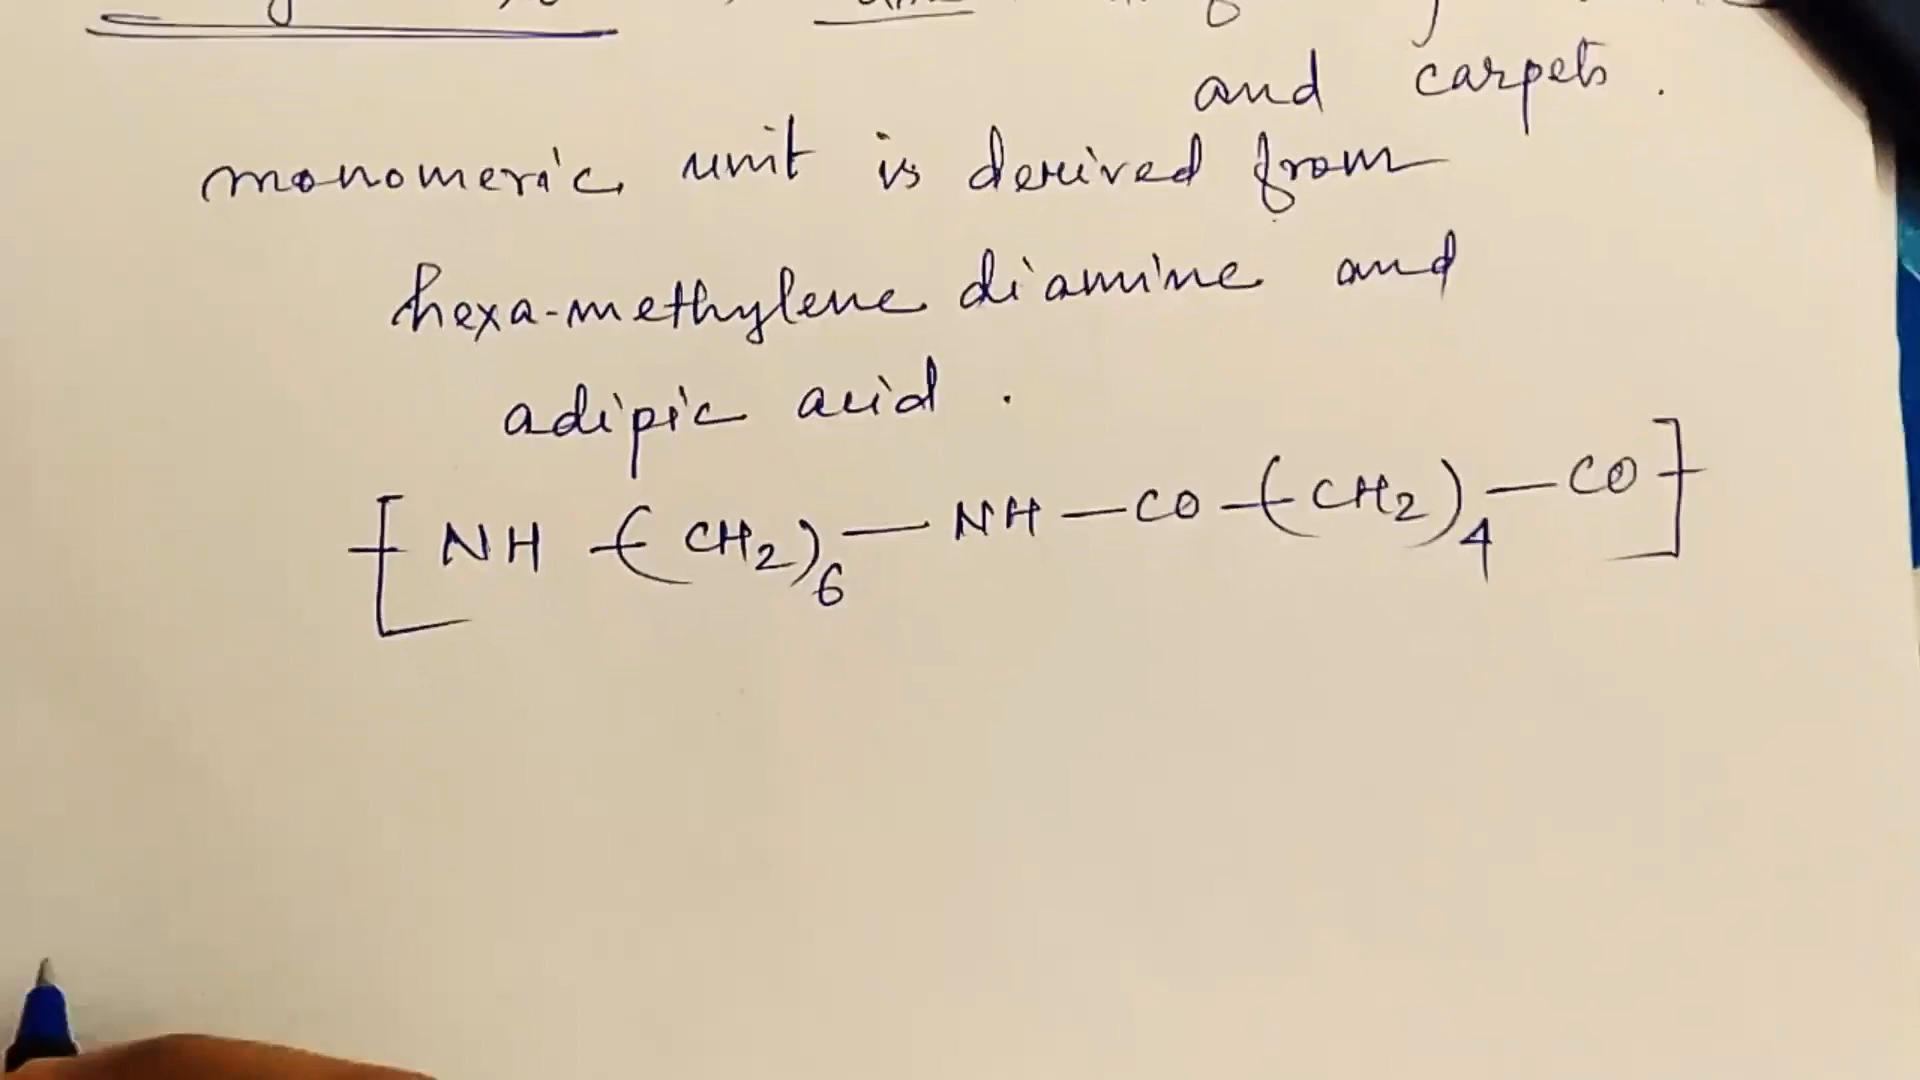 and carpets.
monomeric unit is derived from
hexa-methylene diamine and
adipic acid.
[NH-(CH₂)₆-NH-CO-(CH₂)₄-CO]